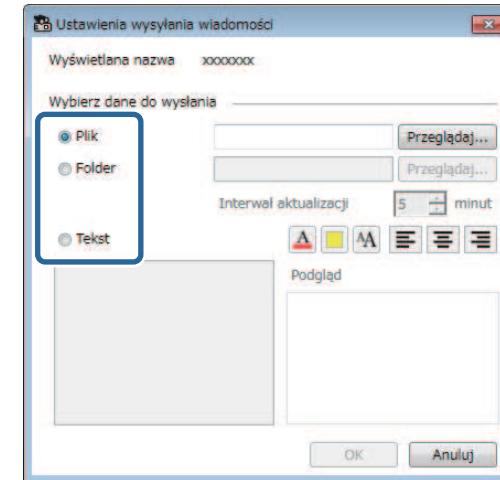 Ustawienia wysyłania wiadomości
Wyświetlana nazwa xxxxxxx
Wybierz dane do wysłania
Plik Przeglądaj...
Folder Przeglądaj...
Interwał aktualizacji 5 minut
Tekst A AA
Podgląd
OK Anuluj